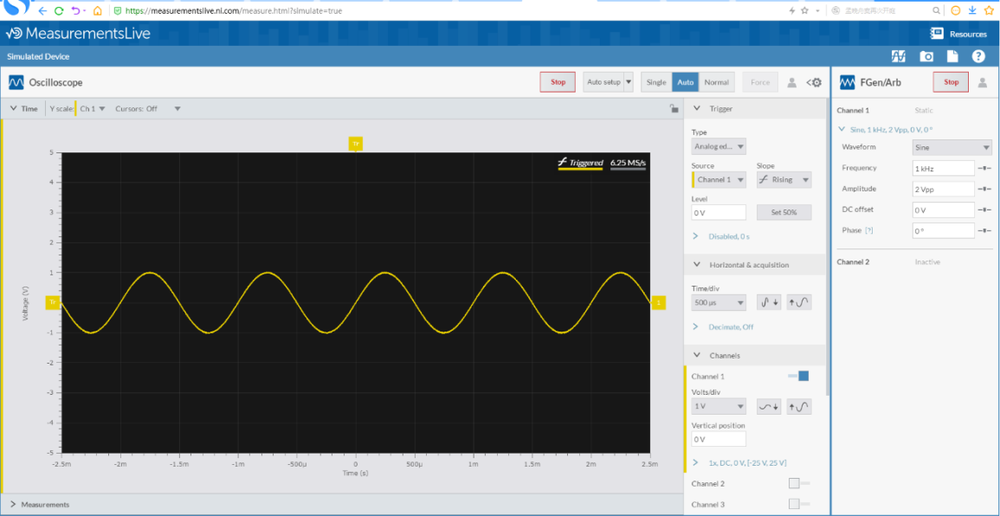 https://measurementslive.ni.com/measure.html?simulate=true
MeasurementsLive
Resources
Simulated Device
Oscilloscope
Stop
Auto setup
Single
Auto
Normal
Force
FGen/Arb
Stop
Time
Y scale:
Ch 1
Cursors: Off
Tr
Triggered
6.25 MS/s
5
4
3
2
1
Tr
1
-1
-2
-3
-4
-5
Voltage (V)
-2.5m
-2m
-1.5m
-1m
-500µ
0
500µ
1m
1.5m
2m
2.5m
Time (s)
Measurements
Trigger
Type
Analog ed...
Source
Slope
Channel 1
Rising
Level
0 V
Set 50%
Disabled, 0 s
Horizontal & acquisition
Time/div
500 µs
Decimate, Off
Channels
Channel 1
Volts/div
1 V
Vertical position
0 V
1x, DC, 0 V, [-25 V, 25 V]
Channel 2
Channel 3
Channel 1
Static
Sine, 1 kHz, 2 Vpp, 0 V, 0 °
Waveform
Sine
Frequency
1 kHz
Amplitude
2 Vpp
DC offset
0 V
Phase [?]
0 °
Channel 2
Inactive